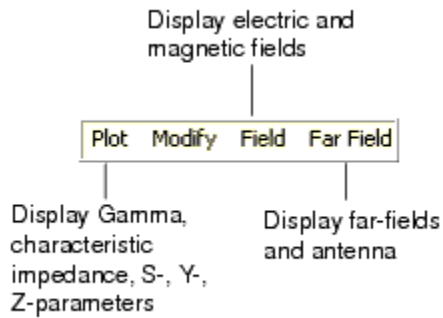 Display electric and
magnetic fields
Plot Modify Field Far Field
Display Gamma,
characteristic
impedance, S-, Y-,
Z-parameters
Display far-fields
and antenna